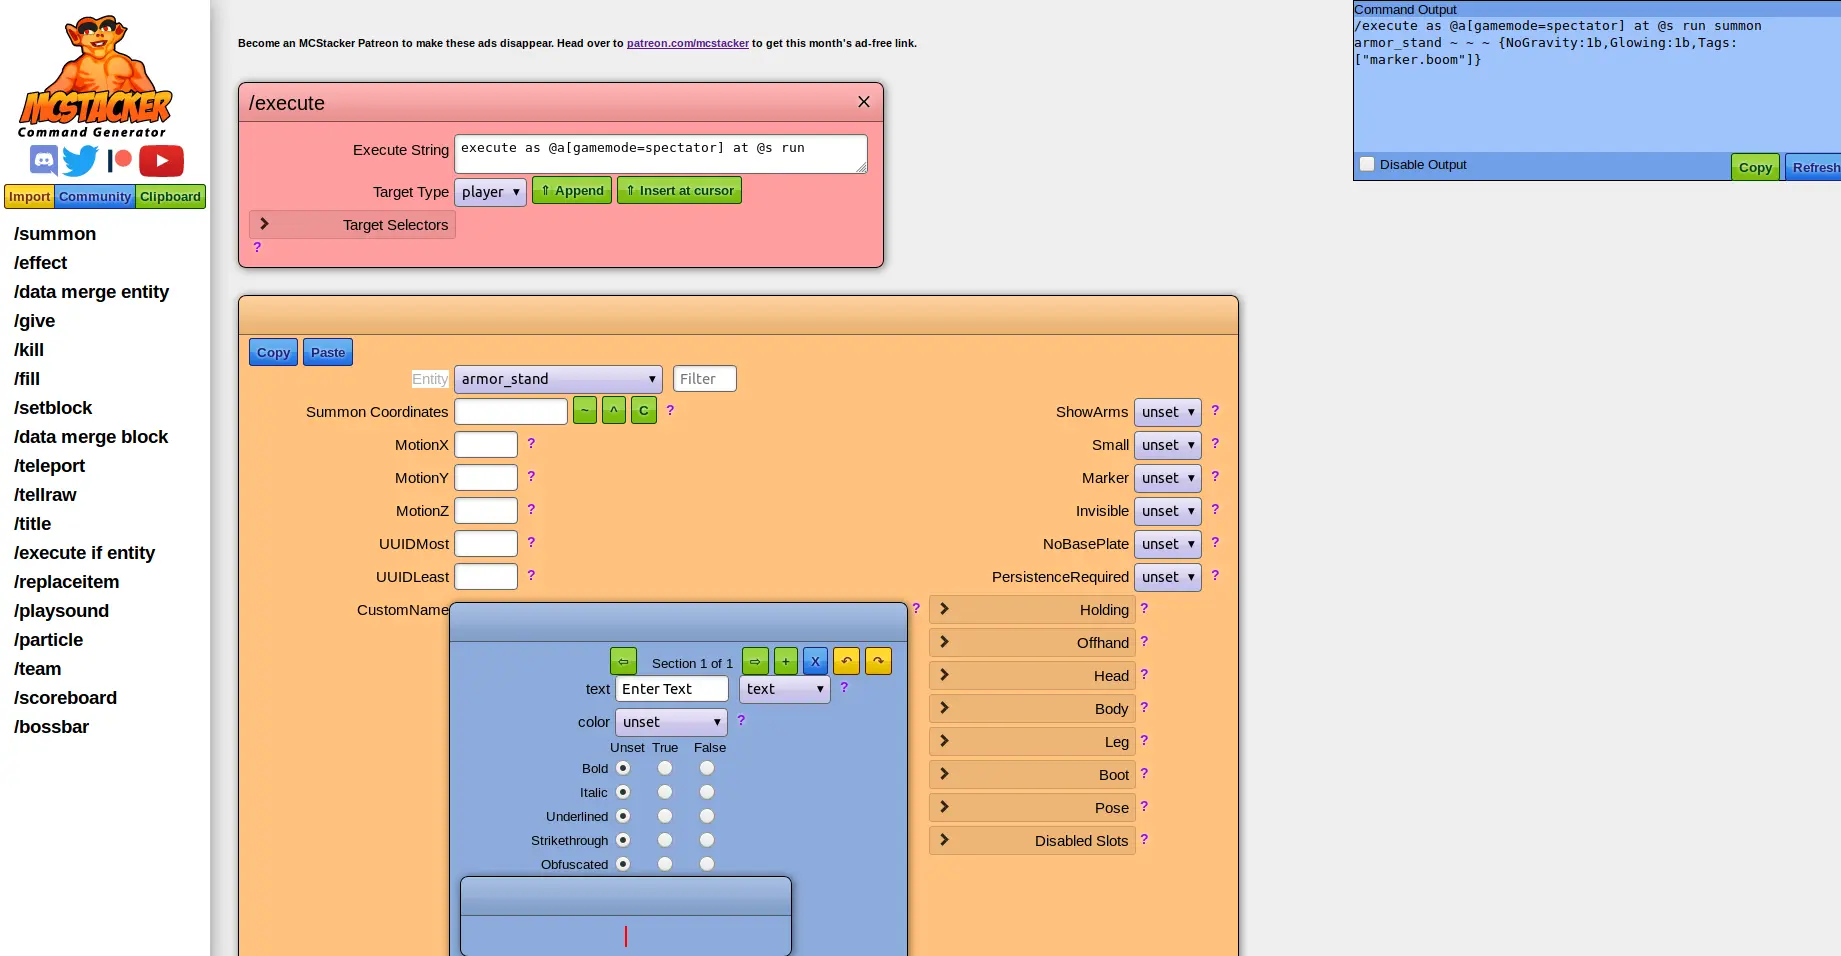 MCSTACKER
Command Generator
Import
Community
Clipboard
/summon
/effect
/data merge entity
/give
/kill
/fill
/setblock
/data merge block
/teleport
/tellraw
/title
/execute if entity
/replaceitem
/playsound
/particle
/team
/scoreboard
/bossbar
Become an MCStacker Patreon to make these ads disappear. Head over to patreon.com/mcstacker to get this month's ad-free link.
/execute
Execute String execute as @a[gamemode=spectator] at @s run
Target Type player ⇑ Append ⇑ Insert at cursor
Target Selectors
?
Copy Paste
Entity armor_stand Filter
Summon Coordinates ~ ^ C ?
MotionX ?
MotionY ?
MotionZ ?
UUIDMost ?
UUIDLeast ?
CustomName ?
⇦ Section 1 of 1 ⇨ + X ↶ ↷
text Enter Text text ?
color unset ?
Unset True False
Bold
Italic
Underlined
Strikethrough
Obfuscated
ShowArms unset ?
Small unset ?
Marker unset ?
Invisible unset ?
NoBasePlate unset ?
PersistenceRequired unset ?
Holding ?
Offhand ?
Head ?
Body ?
Leg ?
Boot ?
Pose ?
Disabled Slots ?
Command Output
/execute as @a[gamemode=spectator] at @s run summon
armor_stand ~ ~ ~ {NoGravity:1b,Glowing:1b,Tags:
["marker.boom"]}
Disable Output Copy Refresh